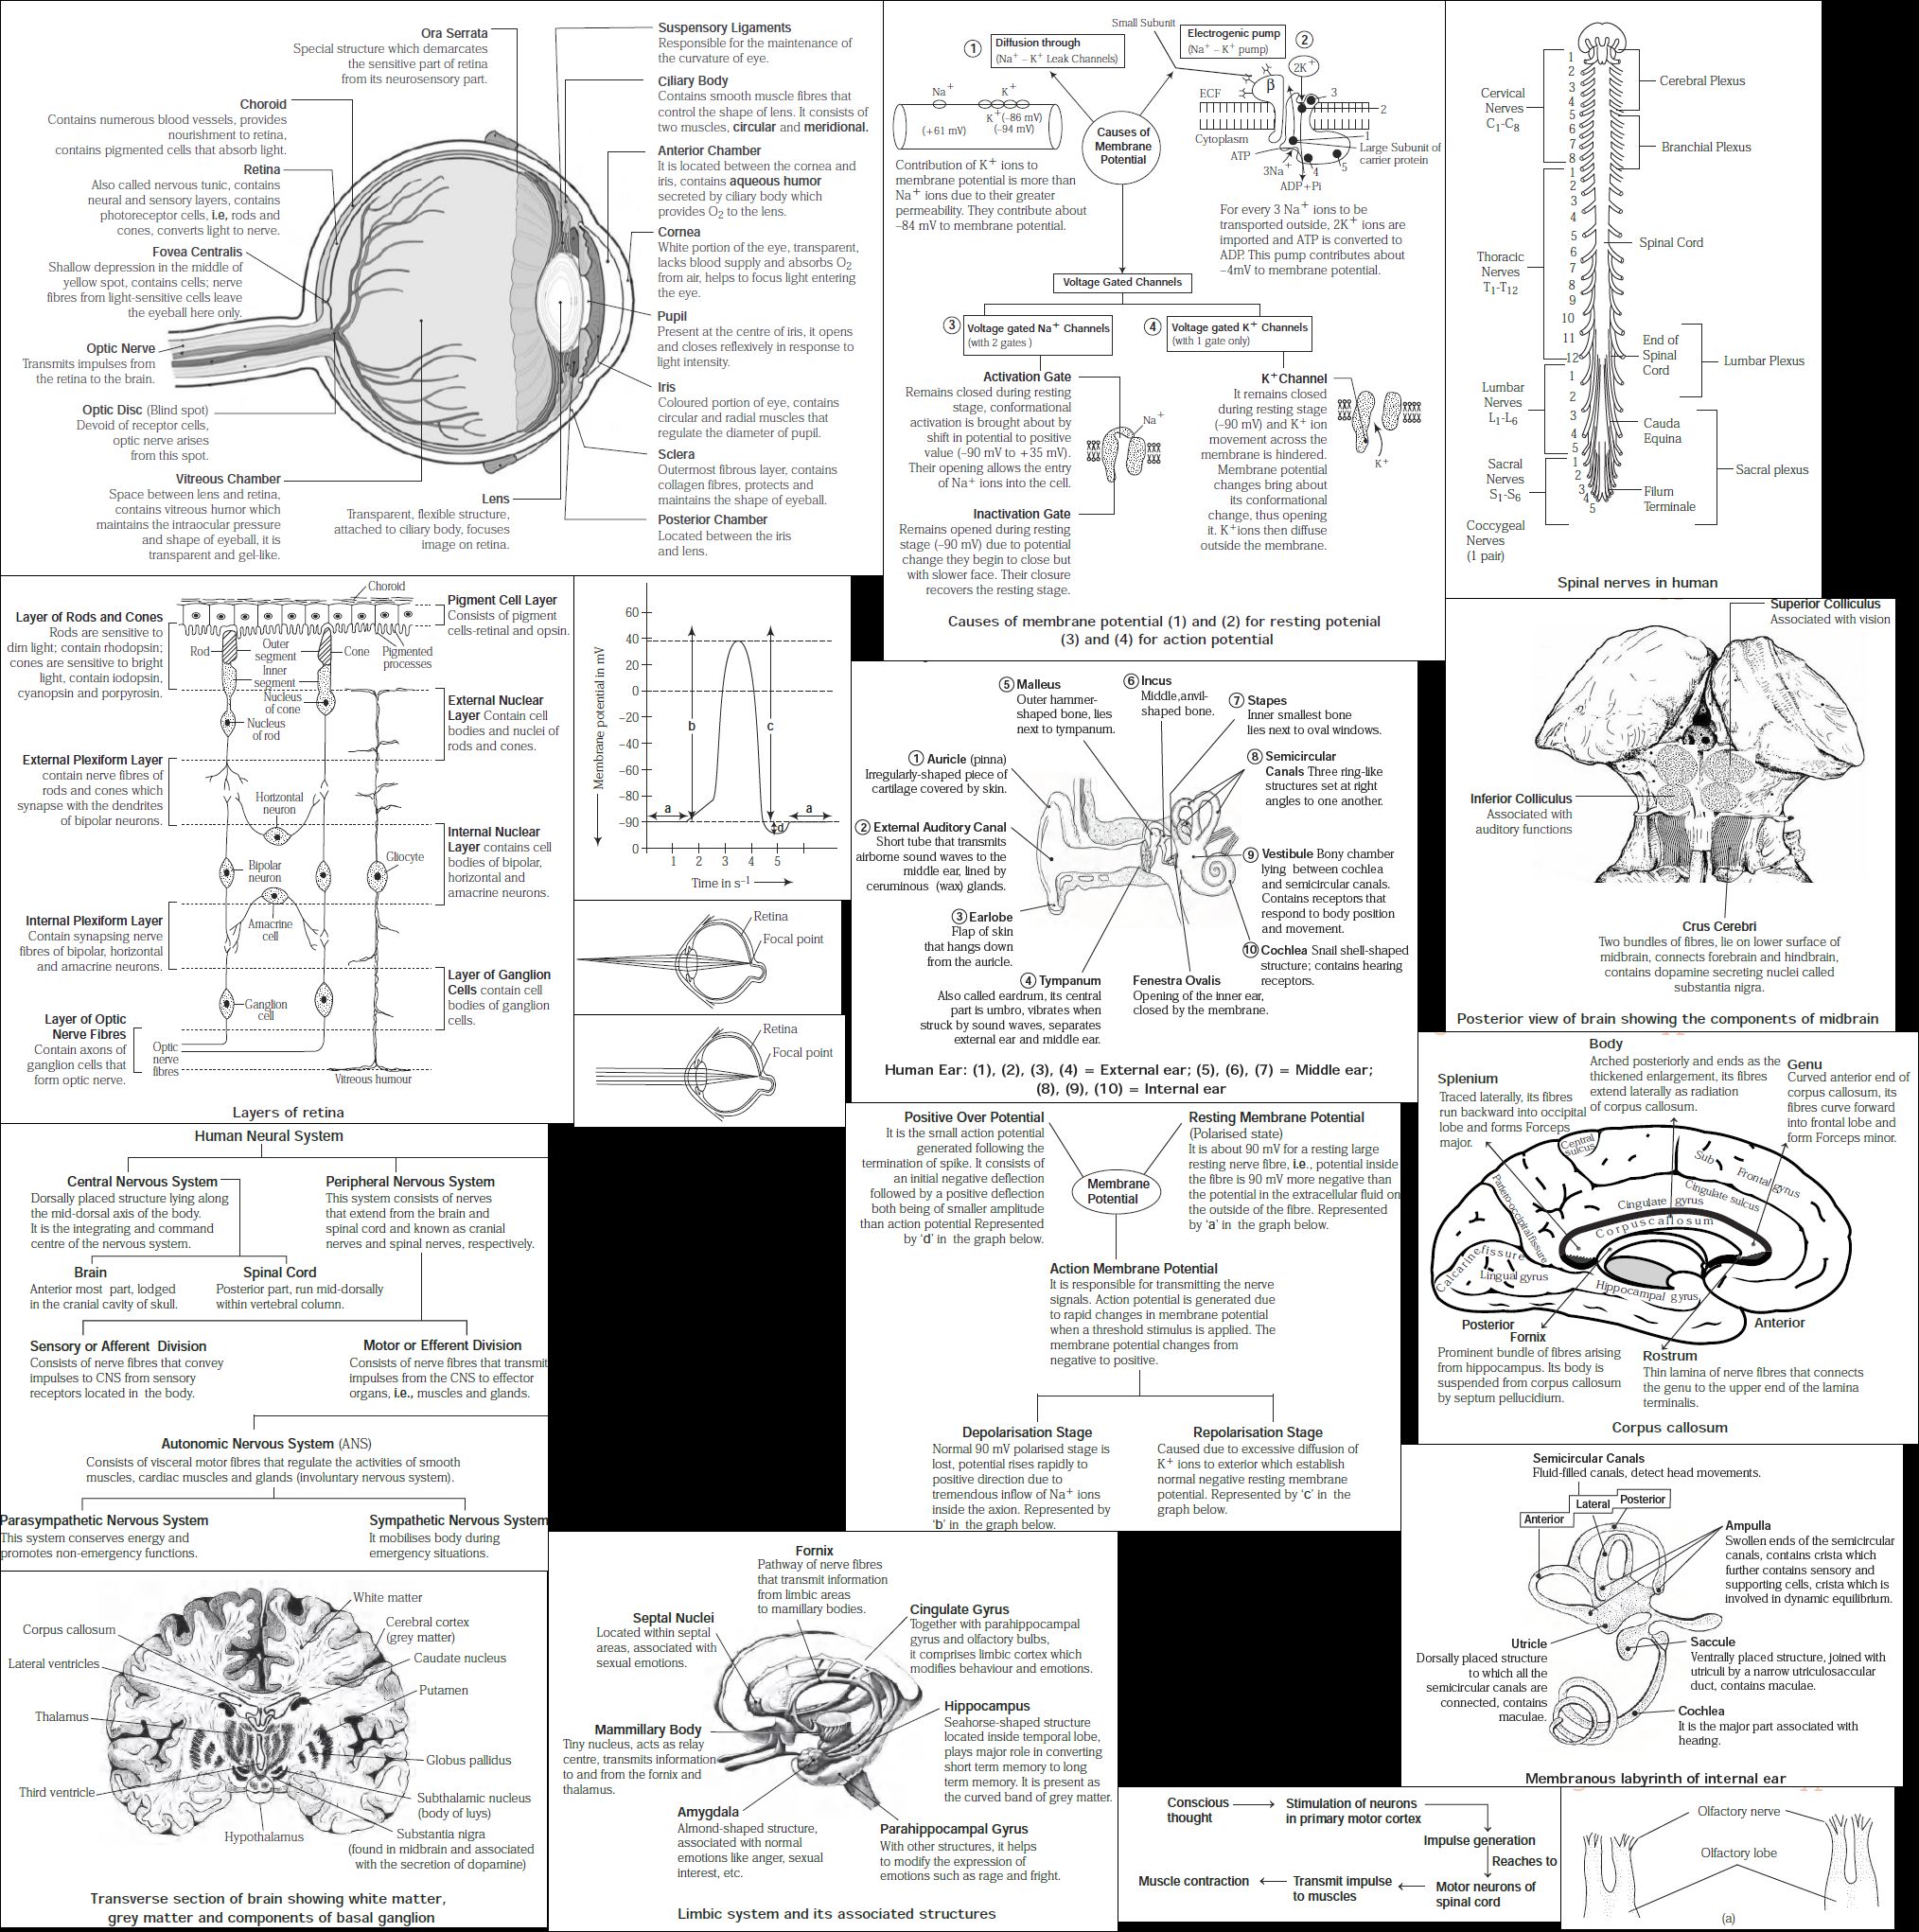 Ora Serrata
Special structure which demarcates
the sensitive part of retina
from its neurosensory part.
Choroid
Contains numerous blood vessels, provides
nourishment to retina,
contains pigmented cells that absorb light.
Retina
Also called nervous tunic, contains
neural and sensory layers, contains
photoreceptor cells, i.e, rods and
cones, converts light to nerve.
Fovea Centralis
Shallow depression in the middle of
yellow spot, contains cells; nerve
fibres from light-sensitive cells leave
the eyeball here only.
Optic Nerve
Transmits impulses from
the retina to the brain.
Optic Disc (Blind spot)
Devoid of receptor cells,
optic nerve arises
from this spot.
Vitreous Chamber
Space between lens and retina,
contains vitreous humor which
maintains the intraocular pressure
and shape of eyeball, it is
transparent and gel-like.
Lens
Transparent, flexible structure,
attached to ciliary body, focuses
image on retina.
Suspensory Ligaments
Responsible for the maintenance of
the curvature of eye.
Ciliary Body
Contains smooth muscle fibres that
control the shape of lens. It consists of
two muscles, circular and meridional.
Anterior Chamber
It is located between the cornea and
iris, contains aqueous humor
secreted by ciliary body which
provides O2 to the lens.
Cornea
White portion of the eye, transparent,
lacks blood supply and absorbs O2
from air, helps to focus light entering
the eye.
Pupil
Present at the centre of iris, it opens
and closes reflexively in response to
light intensity.
Iris
Coloured portion of eye, contains
circular and radial muscles that
regulate the diameter of pupil.
Sclera
Outermost fibrous layer, contains
collagen fibres, protects and
maintains the shape of eyeball.
Posterior Chamber
Located between the iris
and lens.
Small Subunit
1
Diffusion through
(Na+ – K+ Leak Channels)
Electrogenic pump
(Na+ – K+ pump)
2
2K+
β
Na+
K+
K+(–86 mV)
(+61 mV)
(–94 mV)
Causes of
Membrane
Potential
ECF
3
2
Cytoplasm
1
ATP
Large Subunit of
carrier protein
3Na+
4
5
ADP+Pi
Contribution of K+ ions to
membrane potential is more than
Na+ ions due to their greater
permeability. They contribute about
–84 mV to membrane potential.
For every 3 Na+ ions to be
transported outside, 2K+ ions are
imported and ATP is converted to
ADP. This pump contributes about
–4mV to membrane potential.
Voltage Gated Channels
3
Voltage gated Na+ Channels
(with 2 gates )
4
Voltage gated K+ Channels
(with 1 gate only)
Activation Gate
Remains closed during resting
stage, conformational
activation is brought about by
shift in potential to positive
value (–90 mV to +35 mV).
Their opening allows the entry
of Na+ ions into the cell.
Na+
Inactivation Gate
Remains opened during resting
stage (–90 mV) due to potential
change they begin to close but
with slower face. Their closure
recovers the resting stage.
K+Channel
It remains closed
during resting stage
(–90 mV) and K+ ion
movement across the
membrane is hindered.
Membrane potential
changes bring about
its conformational
change, thus opening
it. K+ions then diffuse
outside the membrane.
K+
Causes of membrane potential (1) and (2) for resting potenial
(3) and (4) for action potential
Cervical
Nerves
C1-C8
1
2
3
4
5
6
7
8
Thoracic
Nerves
T1-T12
1
2
3
4
5
6
7
8
9
10
11
12
Lumbar
Nerves
L1-L6
1
2
3
4
5
Sacral
Nerves
S1-S6
1
2
3
4
5
Coccygeal
Nerves
(1 pair)
Cerebral Plexus
Branchial Plexus
Spinal Cord
End of
Spinal
Cord
Lumbar Plexus
Cauda
Equina
Sacral plexus
Filum
Terminale
Spinal nerves in human
Layer of Rods and Cones
Rods are sensitive to
dim light; contain rhodopsin;
cones are sensitive to bright
light, contain iodopsin,
cyanopsin and porpyrosin.
External Plexiform Layer
contain nerve fibres of
rods and cones which
synapse with the dendrites
of bipolar neurons.
Internal Plexiform Layer
Contain synapsing nerve
fibres of bipolar, horizontal
and amacrine neurons.
Layer of Optic
Nerve Fibres
Contain axons of
ganglion cells that
form optic nerve.
Choroid
Rod
Outer
segment
Inner
segment
Cone
Pigmented
processes
Nucleus
of cone
Nucleus
of rod
Horizontal
neuron
Bipolar
neuron
Gliocyte
Amacrine
cell
Ganglion
cell
Optic
nerve
fibres
Vitreous humour
Pigment Cell Layer
Consists of pigment
cells-retinal and opsin.
External Nuclear
Layer Contain cell
bodies and nuclei of
rods and cones.
Internal Nuclear
Layer contains cell
bodies of bipolar,
horizontal and
amacrine neurons.
Layer of Ganglion
Cells contain cell
bodies of ganglion
cells.
Layers of retina
Membrane potential in mV
60
40
20
0
–20
–40
–60
–80
–90
0
b
c
a
a
d
1 2 3 4 5
Time in s–1
Retina
Focal point
Retina
Focal point
5 Malleus
Outer hammer-
shaped bone, lies
next to tympanum.
6 Incus
Middle,anvil-
shaped bone.
7 Stapes
Inner smallest bone
lies next to oval windows.
1 Auricle (pinna)
Irregularly-shaped piece of
cartilage covered by skin.
8 Semicircular
Canals Three ring-like
structures set at right
angles to one another.
2 External Auditory Canal
Short tube that transmits
airborne sound waves to the
middle ear, lined by
ceruminous (wax) glands.
9 Vestibule Bony chamber
lying between cochlea
and semicircular canals.
Contains receptors that
respond to body position
and movement.
3 Earlobe
Flap of skin
that hangs down
from the auricle.
10 Cochlea Snail shell-shaped
structure; contains hearing
receptors.
4 Tympanum
Also called eardrum, its central
part is umbro, vibrates when
struck by sound waves, separates
external ear and middle ear.
Fenestra Ovalis
Opening of the inner ear,
closed by the membrane.
Human Ear: (1), (2), (3), (4) = External ear; (5), (6), (7) = Middle ear;
(8), (9), (10) = Internal ear
Superior Colliculus
Associated with vision
Inferior Colliculus
Associated with
auditory functions
Crus Cerebri
Two bundles of fibres, lie on lower surface of
midbrain, connects forebrain and hindbrain,
contains dopamine secreting nuclei called
substantia nigra.
Posterior view of brain showing the components of midbrain
Body
Arched posteriorly and ends as the
thickened enlargement, its fibres
extend laterally as radiation
of corpus callosum.
Splenium
Traced laterally, its fibres
run backward into occipital
lobe and forms Forceps
major.
Genu
Curved anterior end of
corpus callosum, its
fibres curve forward
into frontal lobe and
form Forceps minor.
Central
sulcus
Sub
Frontal gyrus
Parieto-occipital fissure
Cingulate sulcus
Cingulate gyrus
Corpus callosum
Calcarine fissure
Lingual gyrus
Hippocampal gyrus
Posterior
Anterior
Fornix
Prominent bundle of fibres arising
from hippocampus. Its body is
suspended from corpus callosum
by septum pellucidium.
Rostrum
Thin lamina of nerve fibres that connects
the genu to the upper end of the lamina
terminalis.
Corpus callosum
Human Neural System
Central Nervous System
Dorsally placed structure lying along
the mid-dorsal axis of the body.
It is the integrating and command
centre of the nervous system.
Peripheral Nervous System
This system consists of nerves
that extend from the brain and
spinal cord and known as cranial
nerves and spinal nerves, respectively.
Brain
Anterior most part, lodged
in the cranial cavity of skull.
Spinal Cord
Posterior part, run mid-dorsally
within vertebral column.
Sensory or Afferent Division
Consists of nerve fibres that convey
impulses to CNS from sensory
receptors located in the body.
Motor or Efferent Division
Consists of nerve fibres that transmit
impulses from the CNS to effector
organs, i.e., muscles and glands.
Autonomic Nervous System (ANS)
Consists of visceral motor fibres that regulate the activities of smooth
muscles, cardiac muscles and glands (involuntary nervous system).
Parasympathetic Nervous System
This system conserves energy and
promotes non-emergency functions.
Sympathetic Nervous System
It mobilises body during
emergency situations.
Positive Over Potential
It is the small action potential
generated following the
termination of spike. It consists of
an initial negative deflection
followed by a positive deflection
both being of smaller amplitude
than action potential Represented
by ‘d’ in the graph below.
Membrane
Potential
Resting Membrane Potential
(Polarised state)
It is about 90 mV for a resting large
resting nerve fibre, i.e., potential inside
the fibre is 90 mV more negative than
the potential in the extracellular fluid on
the outside of the fibre. Represented
by ‘a’ in the graph below.
Action Membrane Potential
It is responsible for transmitting the nerve
signals. Action potential is generated due
to rapid changes in membrane potential
when a threshold stimulus is applied. The
membrane potential changes from
negative to positive.
Depolarisation Stage
Normal 90 mV polarised stage is
lost, potential rises rapidly to
positive direction due to
tremendous inflow of Na+ ions
inside the axion. Represented by
‘b’ in the graph below.
Repolarisation Stage
Caused due to excessive diffusion of
K+ ions to exterior which establish
normal negative resting membrane
potential. Represented by ‘c’ in the
graph below.
Semicircular Canals
Fluid-filled canals, detect head movements.
Anterior
Lateral
Posterior
Ampulla
Swollen ends of the semicircular
canals, contains crista which
further contains sensory and
supporting cells, crista which is
involved in dynamic equilibrium.
Utricle
Dorsally placed structure
to which all the
semicircular canals are
connected, contains
maculae.
Saccule
Ventrally placed structure, joined with
utriculi by a narrow utriculosaccular
duct, contains maculae.
Cochlea
It is the major part associated with
hearing.
Membranous labyrinth of internal ear
White matter
Cerebral cortex
(grey matter)
Corpus callosum
Caudate nucleus
Lateral ventricles
Putamen
Thalamus
Globus pallidus
Third ventricle
Subthalamic nucleus
(body of luys)
Hypothalamus
Substantia nigra
(found in midbrain and associated
with the secretion of dopamine)
Transverse section of brain showing white matter,
grey matter and components of basal ganglion
Fornix
Pathway of nerve fibres
that transmit information
from limbic areas
to mamillary bodies.
Septal Nuclei
Located within septal
areas, associated with
sexual emotions.
Cingulate Gyrus
Together with parahippocampal
gyrus and olfactory bulbs,
it comprises limbic cortex which
modifies behaviour and emotions.
Mammillary Body
Tiny nucleus, acts as relay
centre, transmits information
to and from the fornix and
thalamus.
Hippocampus
Seahorse-shaped structure
located inside temporal lobe,
plays major role in converting
short term memory to long
term memory. It is present as
the curved band of grey matter.
Amygdala
Almond-shaped structure,
associated with normal
emotions like anger, sexual
interest, etc.
Parahippocampal Gyrus
With other structures, it helps
to modify the expression of
emotions such as rage and fright.
Limbic system and its associated structures
Conscious
thought
Stimulation of neurons
in primary motor cortex
Impulse generation
Reaches to
Motor neurons of
spinal cord
Transmit impulse
to muscles
Muscle contraction
Olfactory nerve
Olfactory lobe
(a)